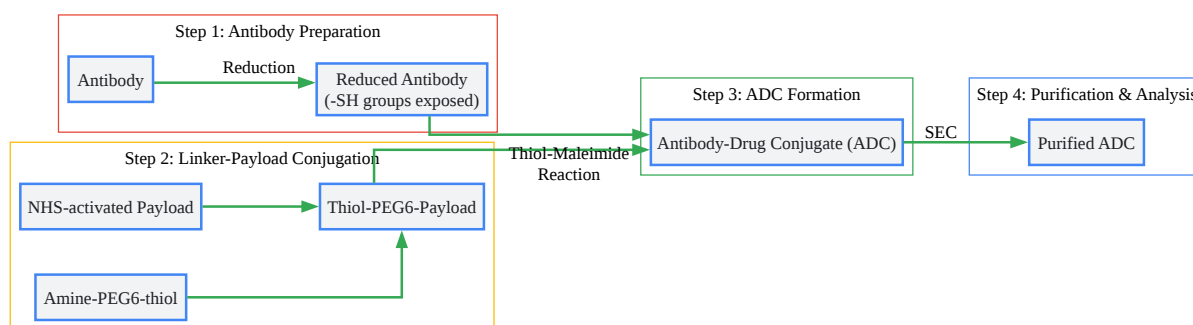 Step 1: Antibody Preparation
Antibody
Reduction
Reduced Antibody
(-SH groups exposed)
Step 2: Linker-Payload Conjugation
NHS-activated Payload
Thiol-PEG6-Payload
Amine-PEG6-thiol
Thiol-Maleimide
Reaction
Step 3: ADC Formation
Antibody-Drug Conjugate (ADC)
SEC
Step 4: Purification & Analysis
Purified ADC